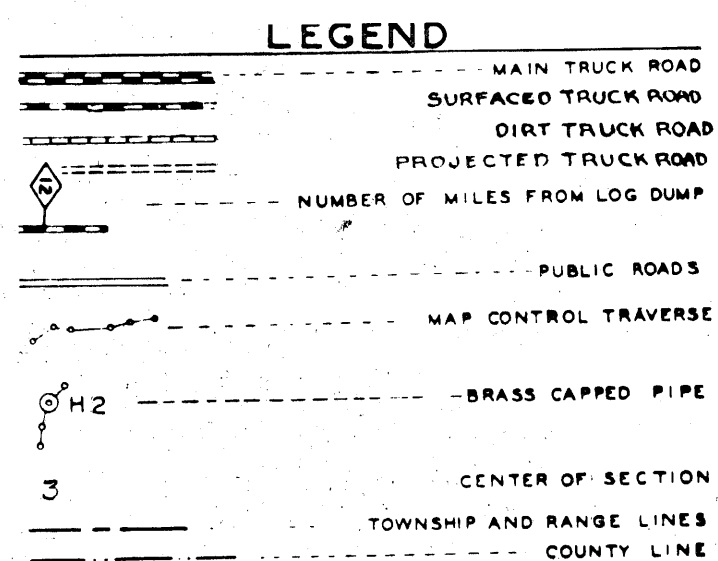 LEGEND
MAIN TRUCK ROAD
SURFACED TRUCK ROAD
DIRT TRUCK ROAD
PROJECTED TRUCK ROAD
12
NUMBER OF MILES FROM LOG DUMP
PUBLIC ROADS
MAP CONTROL TRAVERSE
H2 BRASS CAPPED PIPE
3 CENTER OF SECTION
TOWNSHIP AND RANGE LINES
COUNTY LINE